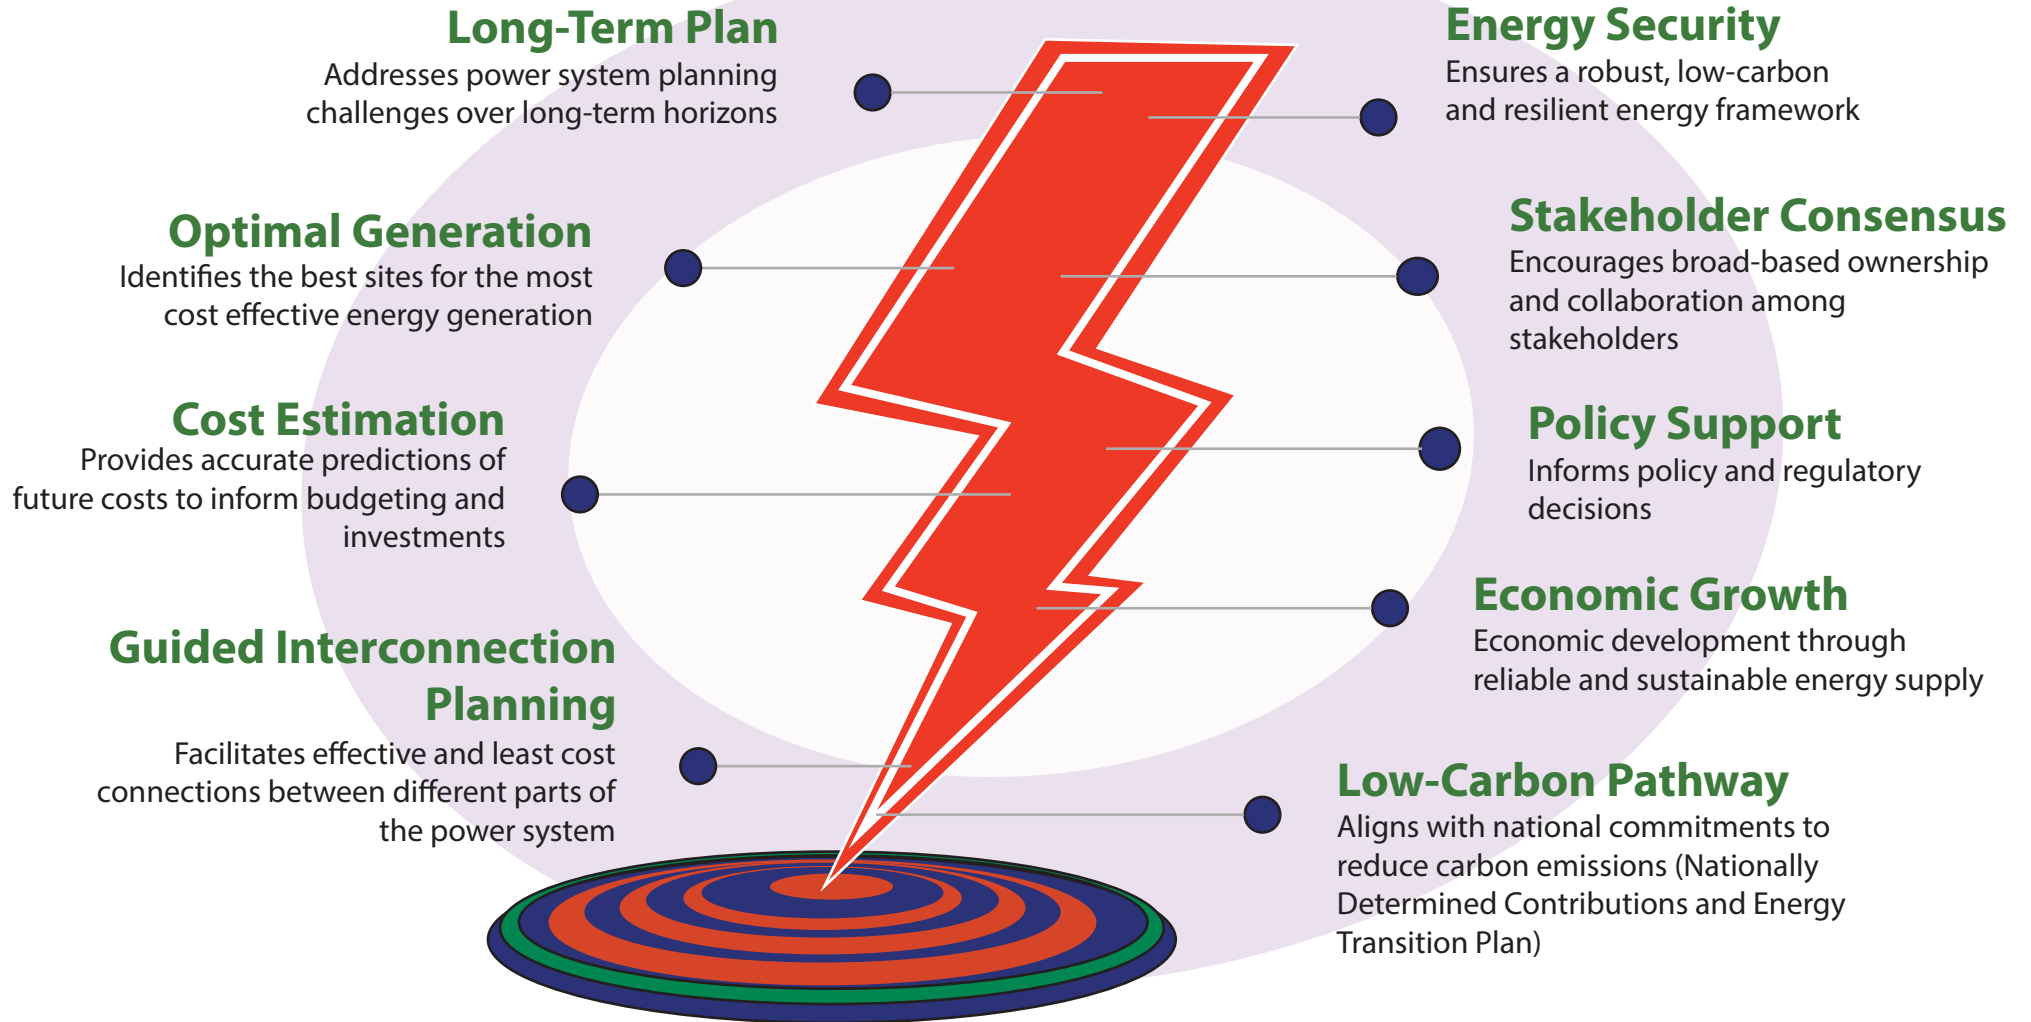 Long-Term Plan
Addresses power system planning
challenges over long-term horizons
Optimal Generation
Identifies the best sites for the most
cost effective energy generation
Cost Estimation
Provides accurate predictions of
future costs to inform budgeting and
investments
Guided Interconnection
Planning
Facilitates effective and least cost
connections between different parts of
the power system
Energy Security
Ensures a robust, low-carbon
and resilient energy framework
Stakeholder Consensus
Encourages broad-based ownership
and collaboration among
stakeholders
Policy Support
Informs policy and regulatory
decisions
Economic Growth
Economic development through
reliable and sustainable energy supply
Low-Carbon Pathway
Aligns with national commitments to
reduce carbon emissions (Nationally
Determined Contributions and Energy
Transition Plan)